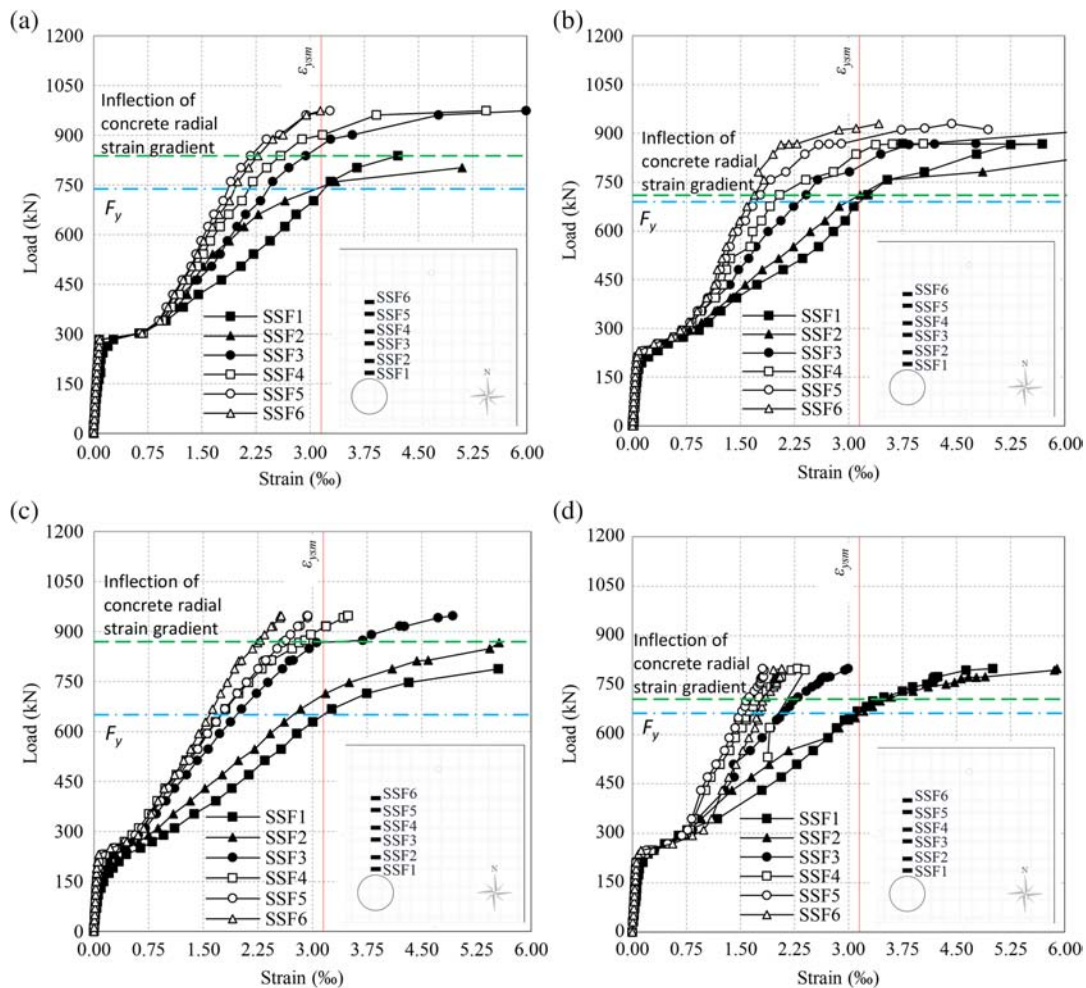 (a)
1200
1050
900
750
600
450
300
150
0
Load (kN)
Inflection of
concrete radial
strain gradient
F_y
ε_ysm
SSF1
SSF2
SSF3
SSF4
SSF5
SSF6
SSF6
SSF5
SSF4
SSF3
SSF2
SSF1
N
0.00 0.75 1.50 2.25 3.00 3.75 4.50 5.25 6.00
Strain (‰)
(b)
1200
1050
900
750
600
450
300
150
0
Load (kN)
Inflection of
concrete radial
strain gradient
F_y
ε_ysm
SSF1
SSF2
SSF3
SSF4
SSF5
SSF6
SSF6
SSF5
SSF4
SSF3
SSF2
SSF1
N
0.00 0.75 1.50 2.25 3.00 3.75 4.50 5.25 6.00
Strain (‰)
(c)
1200
1050
900
750
600
450
300
150
0
Load (kN)
Inflection of
concrete radial
strain gradient
F_y
ε_ysm
SSF1
SSF2
SSF3
SSF4
SSF5
SSF6
SSF6
SSF5
SSF4
SSF3
SSF2
SSF1
N
0.00 0.75 1.50 2.25 3.00 3.75 4.50 5.25 6.00
Strain (‰)
(d)
1200
1050
900
750
600
450
300
150
0
Load (kN)
Inflection of
concrete radial
strain gradient
F_y
ε_ysm
SSF1
SSF2
SSF3
SSF4
SSF5
SSF6
SSF6
SSF5
SSF4
SSF3
SSF2
SSF1
N
0.00 0.75 1.50 2.25 3.00 3.75 4.50 5.25 6.00
Strain (‰)